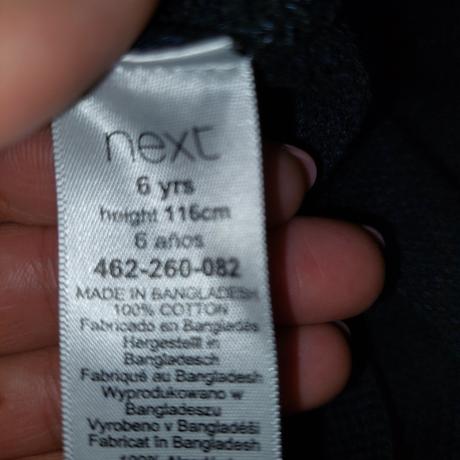 next
6 yrs
height 116cm
6 años
462-260-082
MADE IN BANGLADESH
100% COTTON
Fabricado en Bangladés
Hergestellt in
Bangladesch
Fabriqué au Bangladesh
Wyprodukowano w
Bangladeszu
Vyrobeno v Bangladéši
Fabricat în Bangladesh